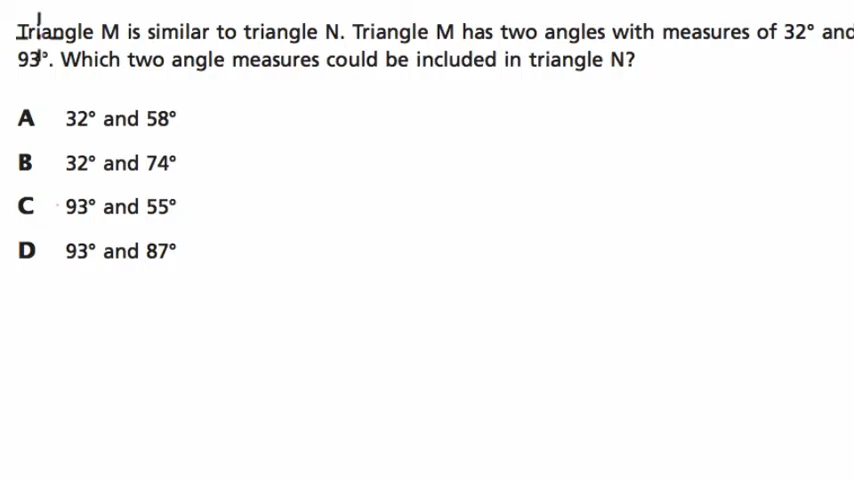 Triangle M is similar to triangle N. Triangle M has two angles with measures of 32° and
93°. Which two angle measures could be included in triangle N?
A 32° and 58°
B 32° and 74°
C 93° and 55°
D 93° and 87°